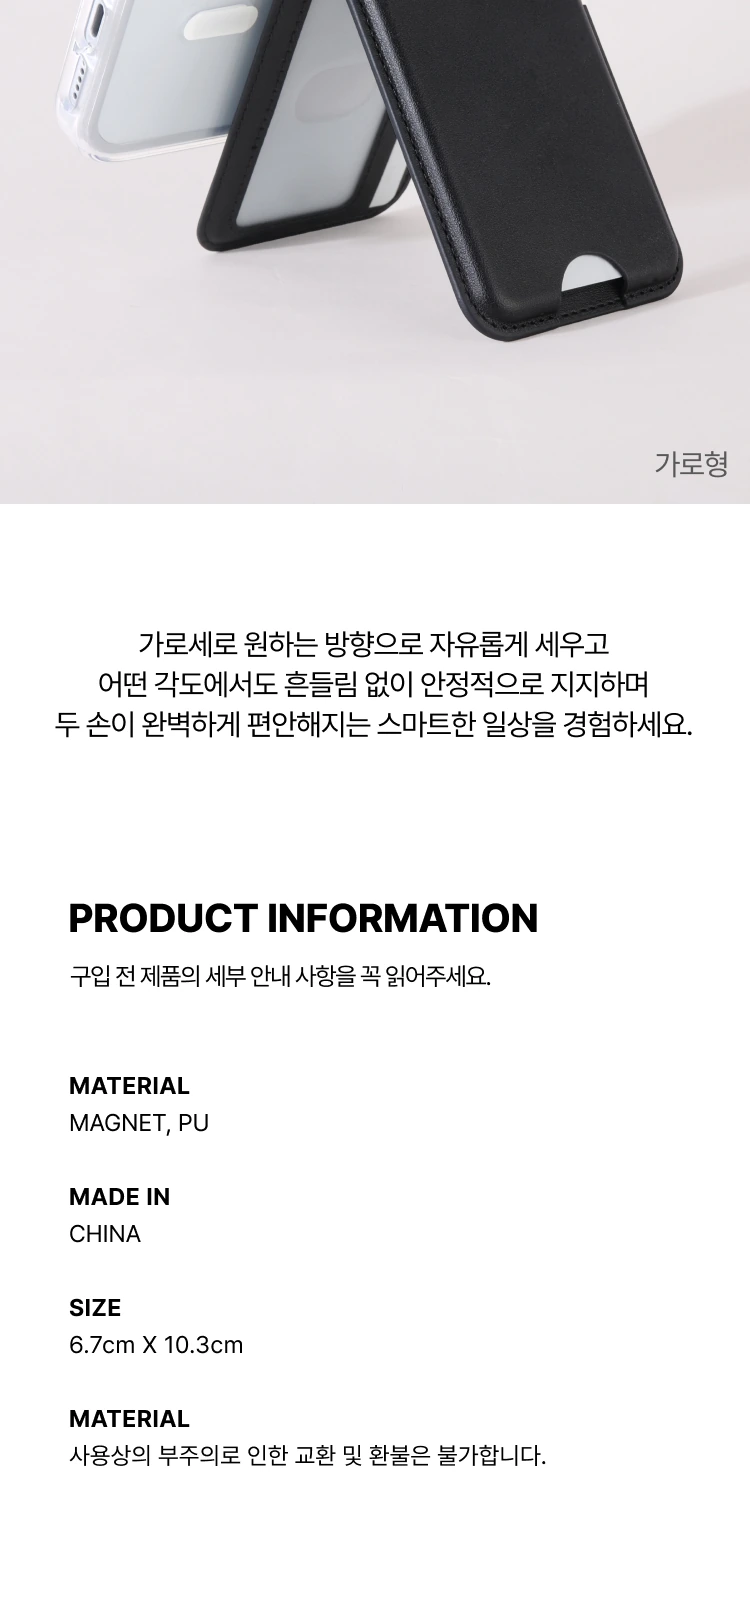 가로형
가로세로 원하는 방향으로 자유롭게 세우고
어떤 각도에서도 흔들림 없이 안정적으로 지지하며
두 손이 완벽하게 편안해지는 스마트한 일상을 경험하세요.
PRODUCT INFORMATION
구입 전 제품의 세부 안내 사항을 꼭 읽어주세요.
MATERIAL
MAGNET, PU
MADE IN
CHINA
SIZE
6.7cm X 10.3cm
MATERIAL
사용상의 부주의로 인한 교환 및 환불은 불가합니다.